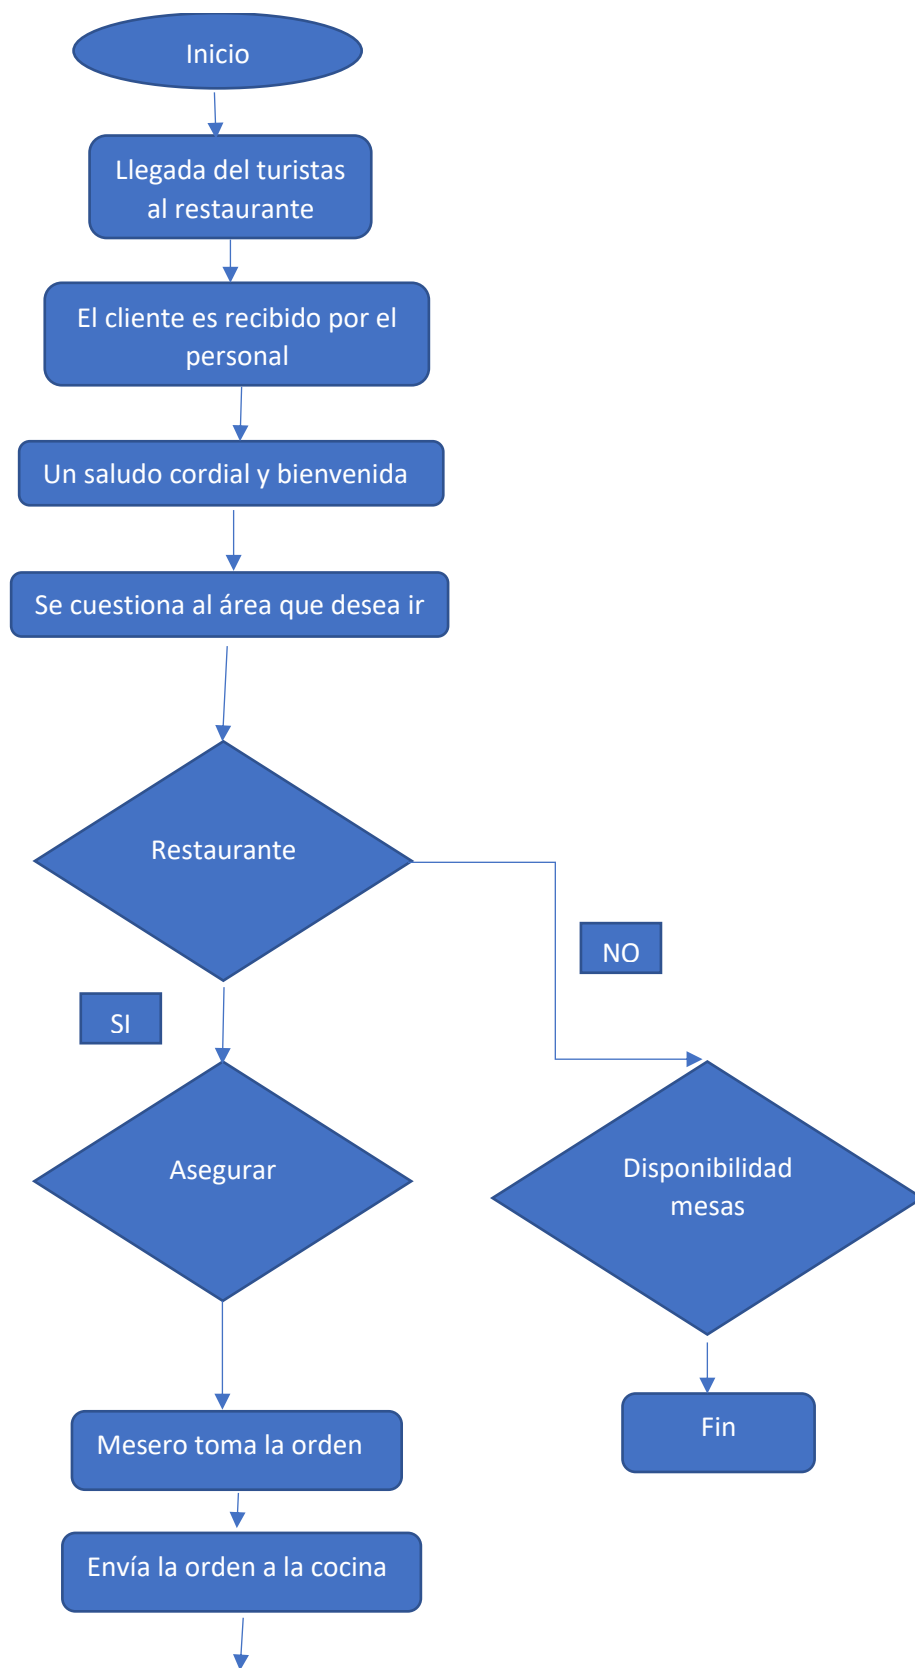 Inicio
Llegada del turistas
al restaurante
El cliente es recibido por el
personal
Un saludo cordial y bienvenida
Se cuestiona al área que desea ir
Restaurante
NO
SI
Asegurar
Disponibilidad
mesas
Mesero toma la orden
Fin
Envía la orden a la cocina